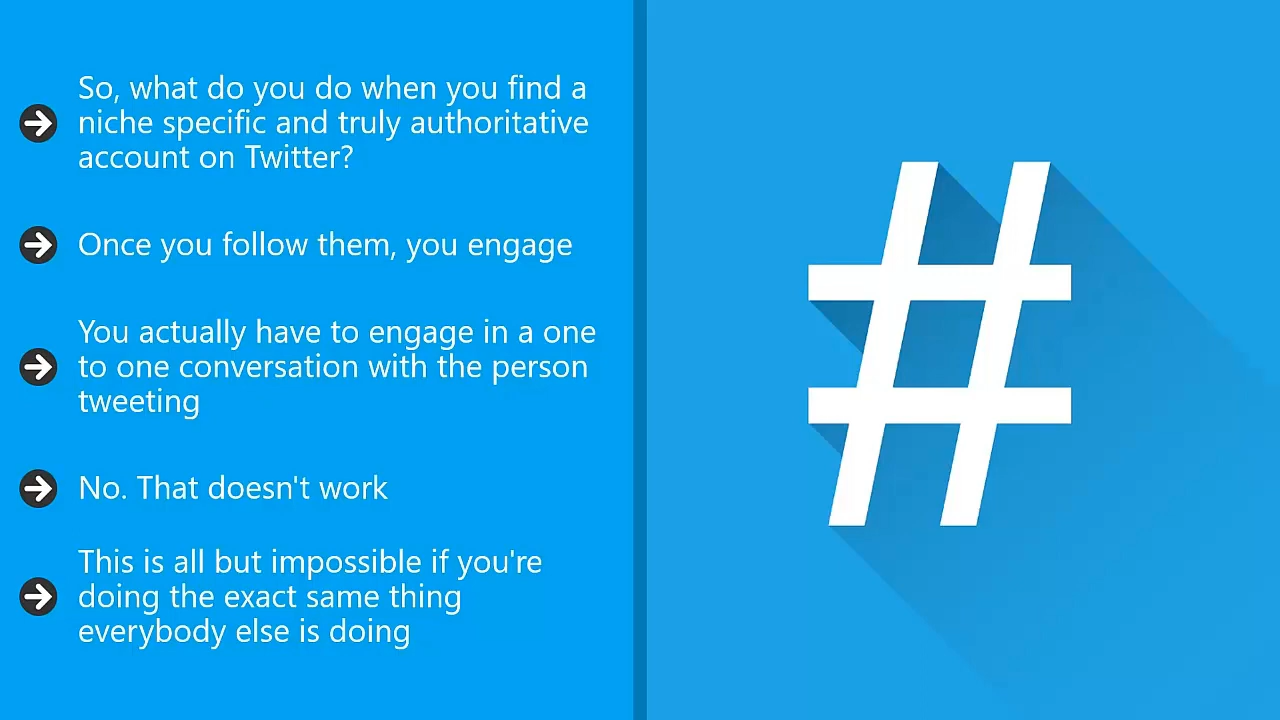 So, what do you do when you find a
niche specific and truly authoritative
account on Twitter?
Once you follow them, you engage
You actually have to engage in a one
to one conversation with the person
tweeting
No. That doesn't work
This is all but impossible if you're
doing the exact same thing
everybody else is doing
#